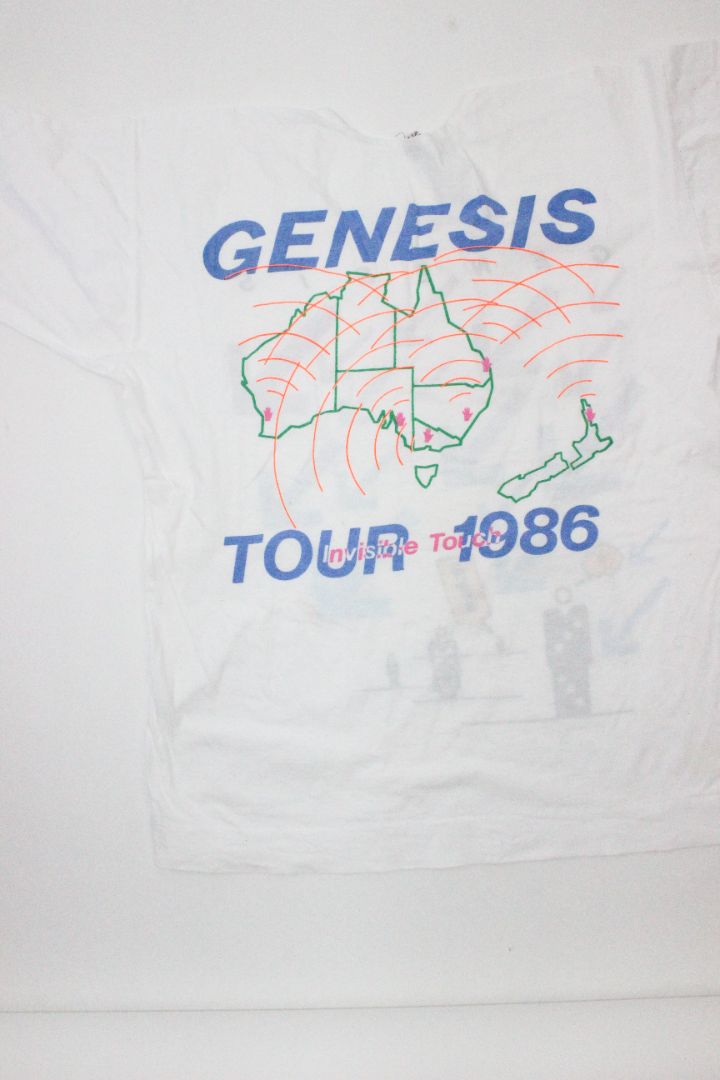 GENESIS
TOUR 1986
Invisible Touch